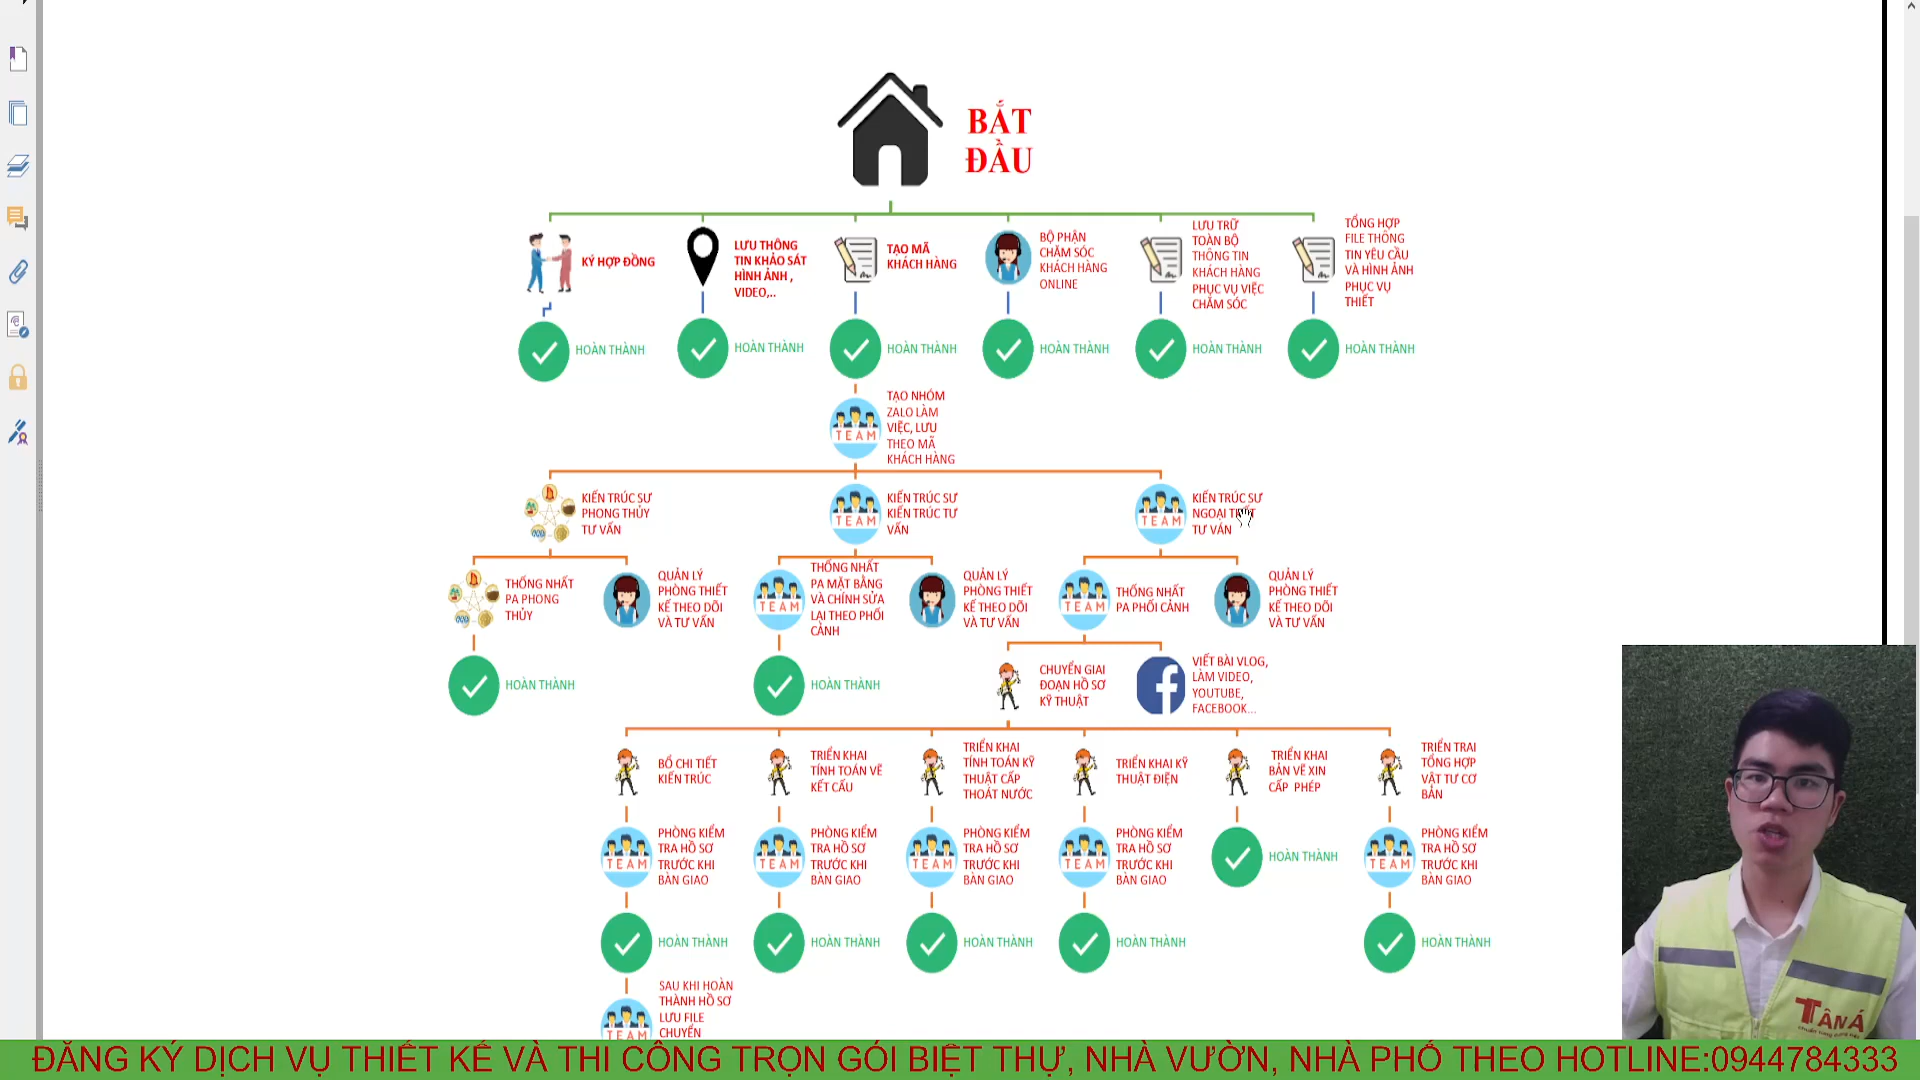 BẮT
ĐẦU
KÝ HỢP ĐỒNG
LƯU THÔNG
TIN KHẢO SÁT
HÌNH ẢNH ,
VIDEO,..
TẠO MÃ
KHÁCH HÀNG
BỘ PHẬN
CHĂM SÓC
KHÁCH HÀNG
ONLINE
LƯU TRỮ
TOÀN BỘ
THÔNG TIN
KHÁCH HÀNG
PHỤC VỤ VIỆC
CHĂM SÓC
TỔNG HỢP
FILE THÔNG
TIN YÊU CẦU
VÀ HÌNH ẢNH
PHỤC VỤ
THIẾT
HOÀN THÀNH
HOÀN THÀNH
HOÀN THÀNH
HOÀN THÀNH
HOÀN THÀNH
HOÀN THÀNH
TEAM
TẠO NHÓM
ZALO LÀM
VIỆC, LƯU
THEO MÃ
KHÁCH HÀNG
KIẾN TRÚC SƯ
PHONG THỦY
TƯ VẤN
TEAM
KIẾN TRÚC SƯ
KIẾN TRÚC TƯ
VẤN
TEAM
KIẾN TRÚC SƯ
NGOẠI
TƯ VẤN
THỐNG NHẤT
PA PHONG
THỦY
QUẢN LÝ
PHÒNG THIẾT
KẾ THEO DÕI
VÀ TƯ VẤN
TEAM
THỐNG NHẤT
PA MẶT BẰNG
VÀ CHỈNH SỬA
LẠI THEO PHỐI
CẢNH
QUẢN LÝ
PHÒNG THIẾT
KẾ THEO DÕI
VÀ TƯ VẤN
TEAM
THỐNG NHẤT
PA PHỐI CẢNH
QUẢN LÝ
PHÒNG THIẾT
KẾ THEO DÕI
VÀ TƯ VẤN
HOÀN THÀNH
HOÀN THÀNH
CHUYỂN GIAI
ĐOẠN HỒ SƠ
KỸ THUẬT
VIẾT BÀI VLOG,
LÀM VIDEO,
YOUTUBE,
FACEBOOK...
BỔ CHI TIẾT
KIẾN TRÚC
TRIỂN KHAI
TÍNH TOÁN VẼ
KẾT CẤU
TRIỂN KHAI
TÍNH TOÁN KỸ
THUẬT CẤP
THOÁT NƯỚC
TRIỂN KHAI KỸ
THUẬT ĐIỆN
TRIỂN KHAI
BẢN VẼ XIN
CẤP PHÉP
TRIỂN TRAI
TỔNG HỢP
VẬT TƯ CƠ
BẢN
TEAM
PHÒNG KIỂM
TRA HỒ SƠ
TRƯỚC KHI
BÀN GIAO
TEAM
PHÒNG KIỂM
TRA HỒ SƠ
TRƯỚC KHI
BÀN GIAO
TEAM
PHÒNG KIỂM
TRA HỒ SƠ
TRƯỚC KHI
BÀN GIAO
TEAM
PHÒNG KIỂM
TRA HỒ SƠ
TRƯỚC KHI
BÀN GIAO
HOÀN THÀNH
TEAM
PHÒNG KIỂM
TRA HỒ SƠ
TRƯỚC KHI
BÀN GIAO
HOÀN THÀNH
HOÀN THÀNH
HOÀN THÀNH
HOÀN THÀNH
HOÀN THÀNH
TEAM
SAU KHI HOÀN
THÀNH HỒ SƠ
LƯU FILE
CHUYỂN
TÂM Á
ĐĂNG KÝ DỊCH VỤ THIẾT KẾ VÀ THI CÔNG TRỌN GÓI BIỆT THỰ, NHÀ VƯỜN, NHÀ PHỐ THEO HOTLINE:0944784333